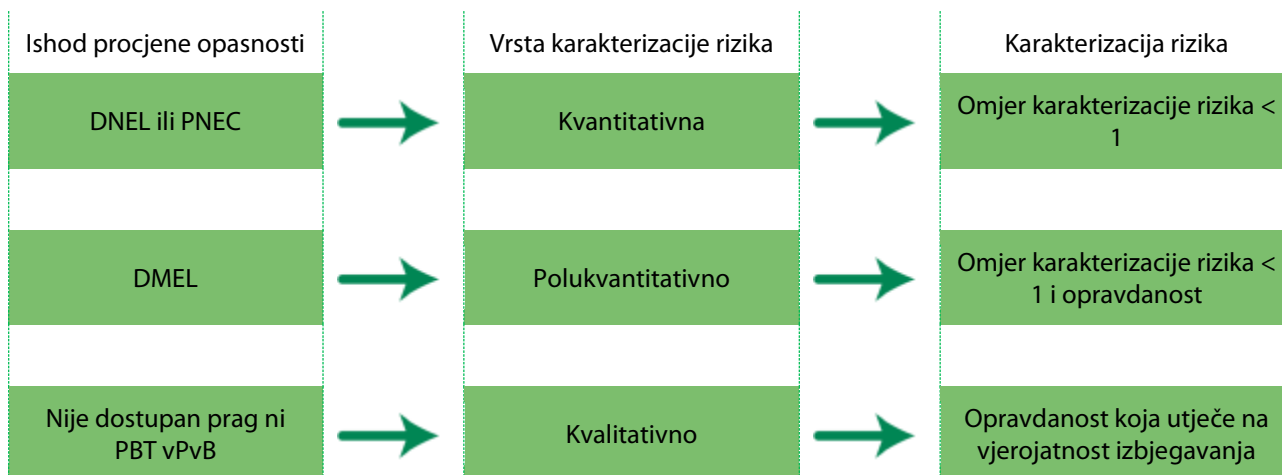 Ishod procjene opasnosti
Vrsta karakterizacije rizika
Karakterizacija rizika
DNEL ili PNEC
Kvantitativna
Omjer karakterizacije rizika <
1
DMEL
Polukvantitativno
Omjer karakterizacije rizika <
1 i opravdanost
Nije dostupan prag ni
PBT vPvB
Kvalitativno
Opravdanost koja utječe na
vjerojatnost izbjegavanja